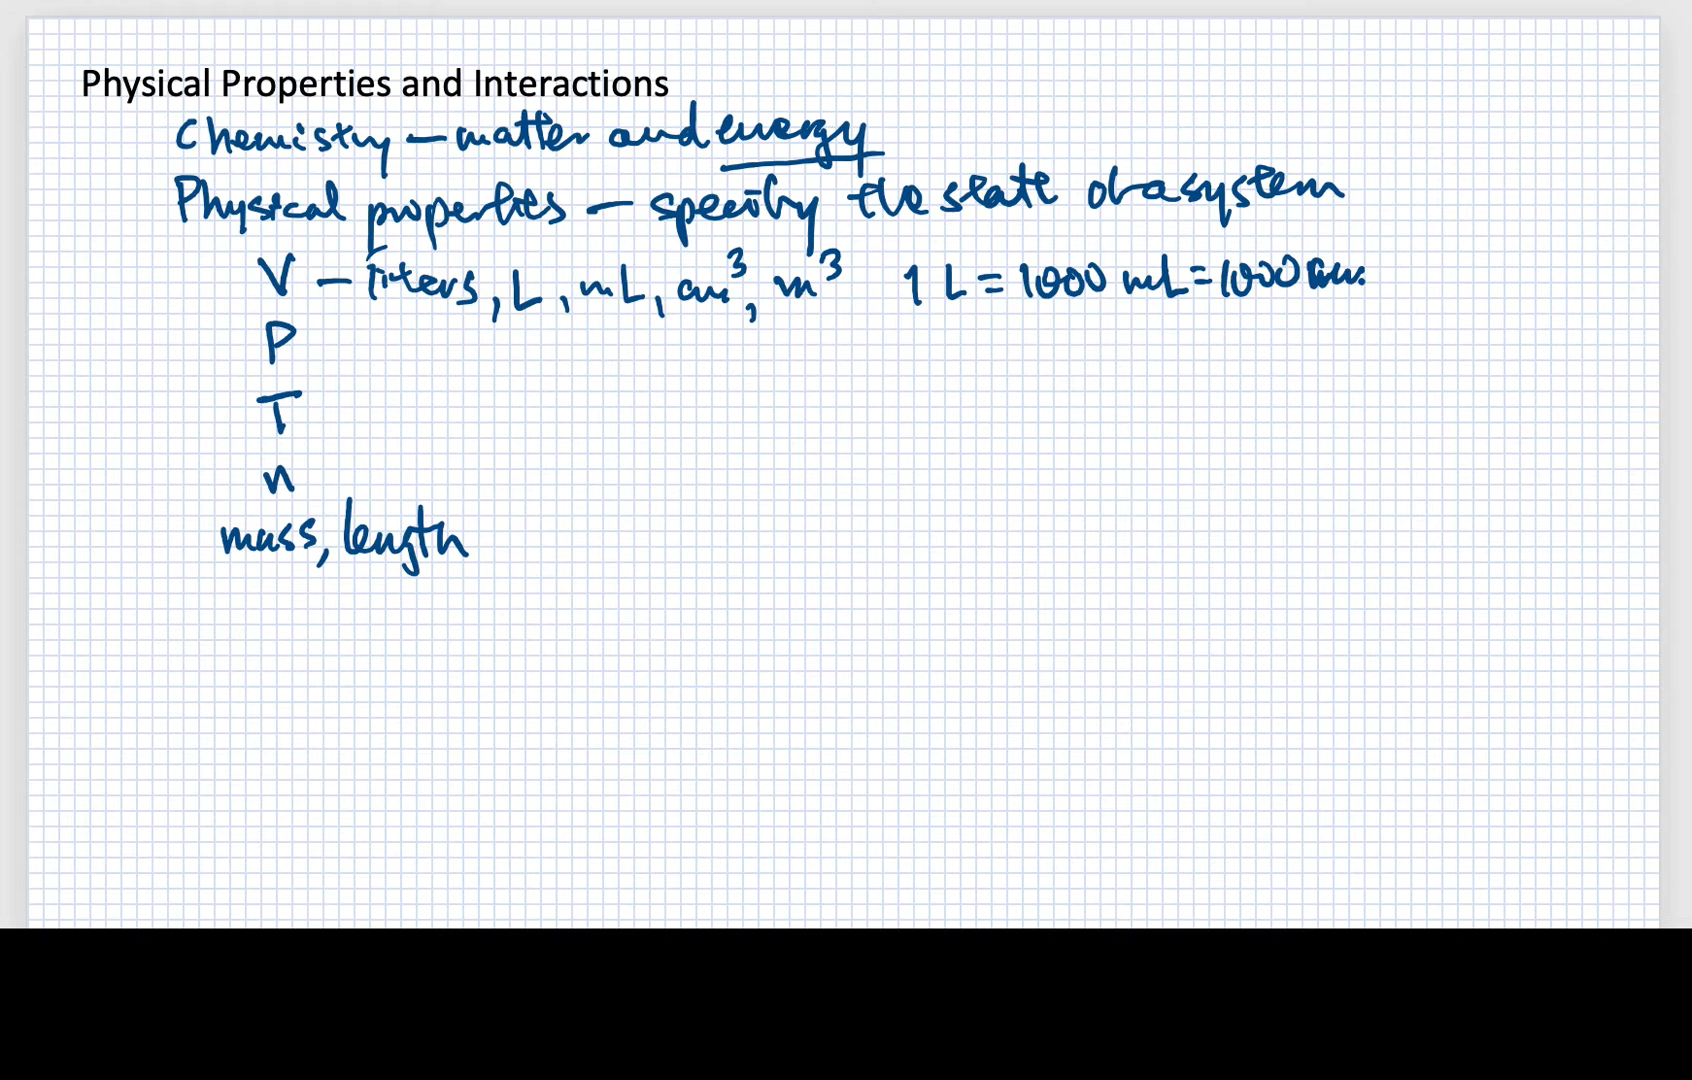 Physical Properties and Interactions
Chemistry – matter and energy
Physical properties – specify the state of a system
V – liters, L, mL, cm³, m³ 1 L = 1000 mL = 1000 cm
P
T
n
mass, length